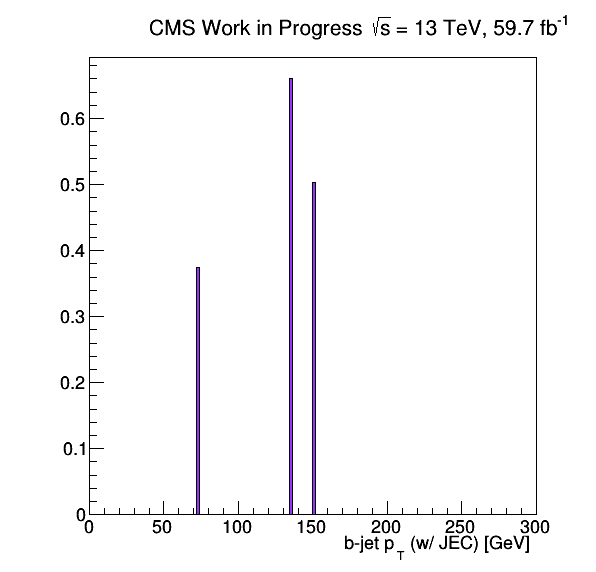 CMS Work in Progress √s = 13 TeV, 59.7 fb⁻¹
0.6
0.5
0.4
0.3
0.2
0.1
0
0 50 100 150 200 250 300
b-jet p_T (w/ JEC) [GeV]